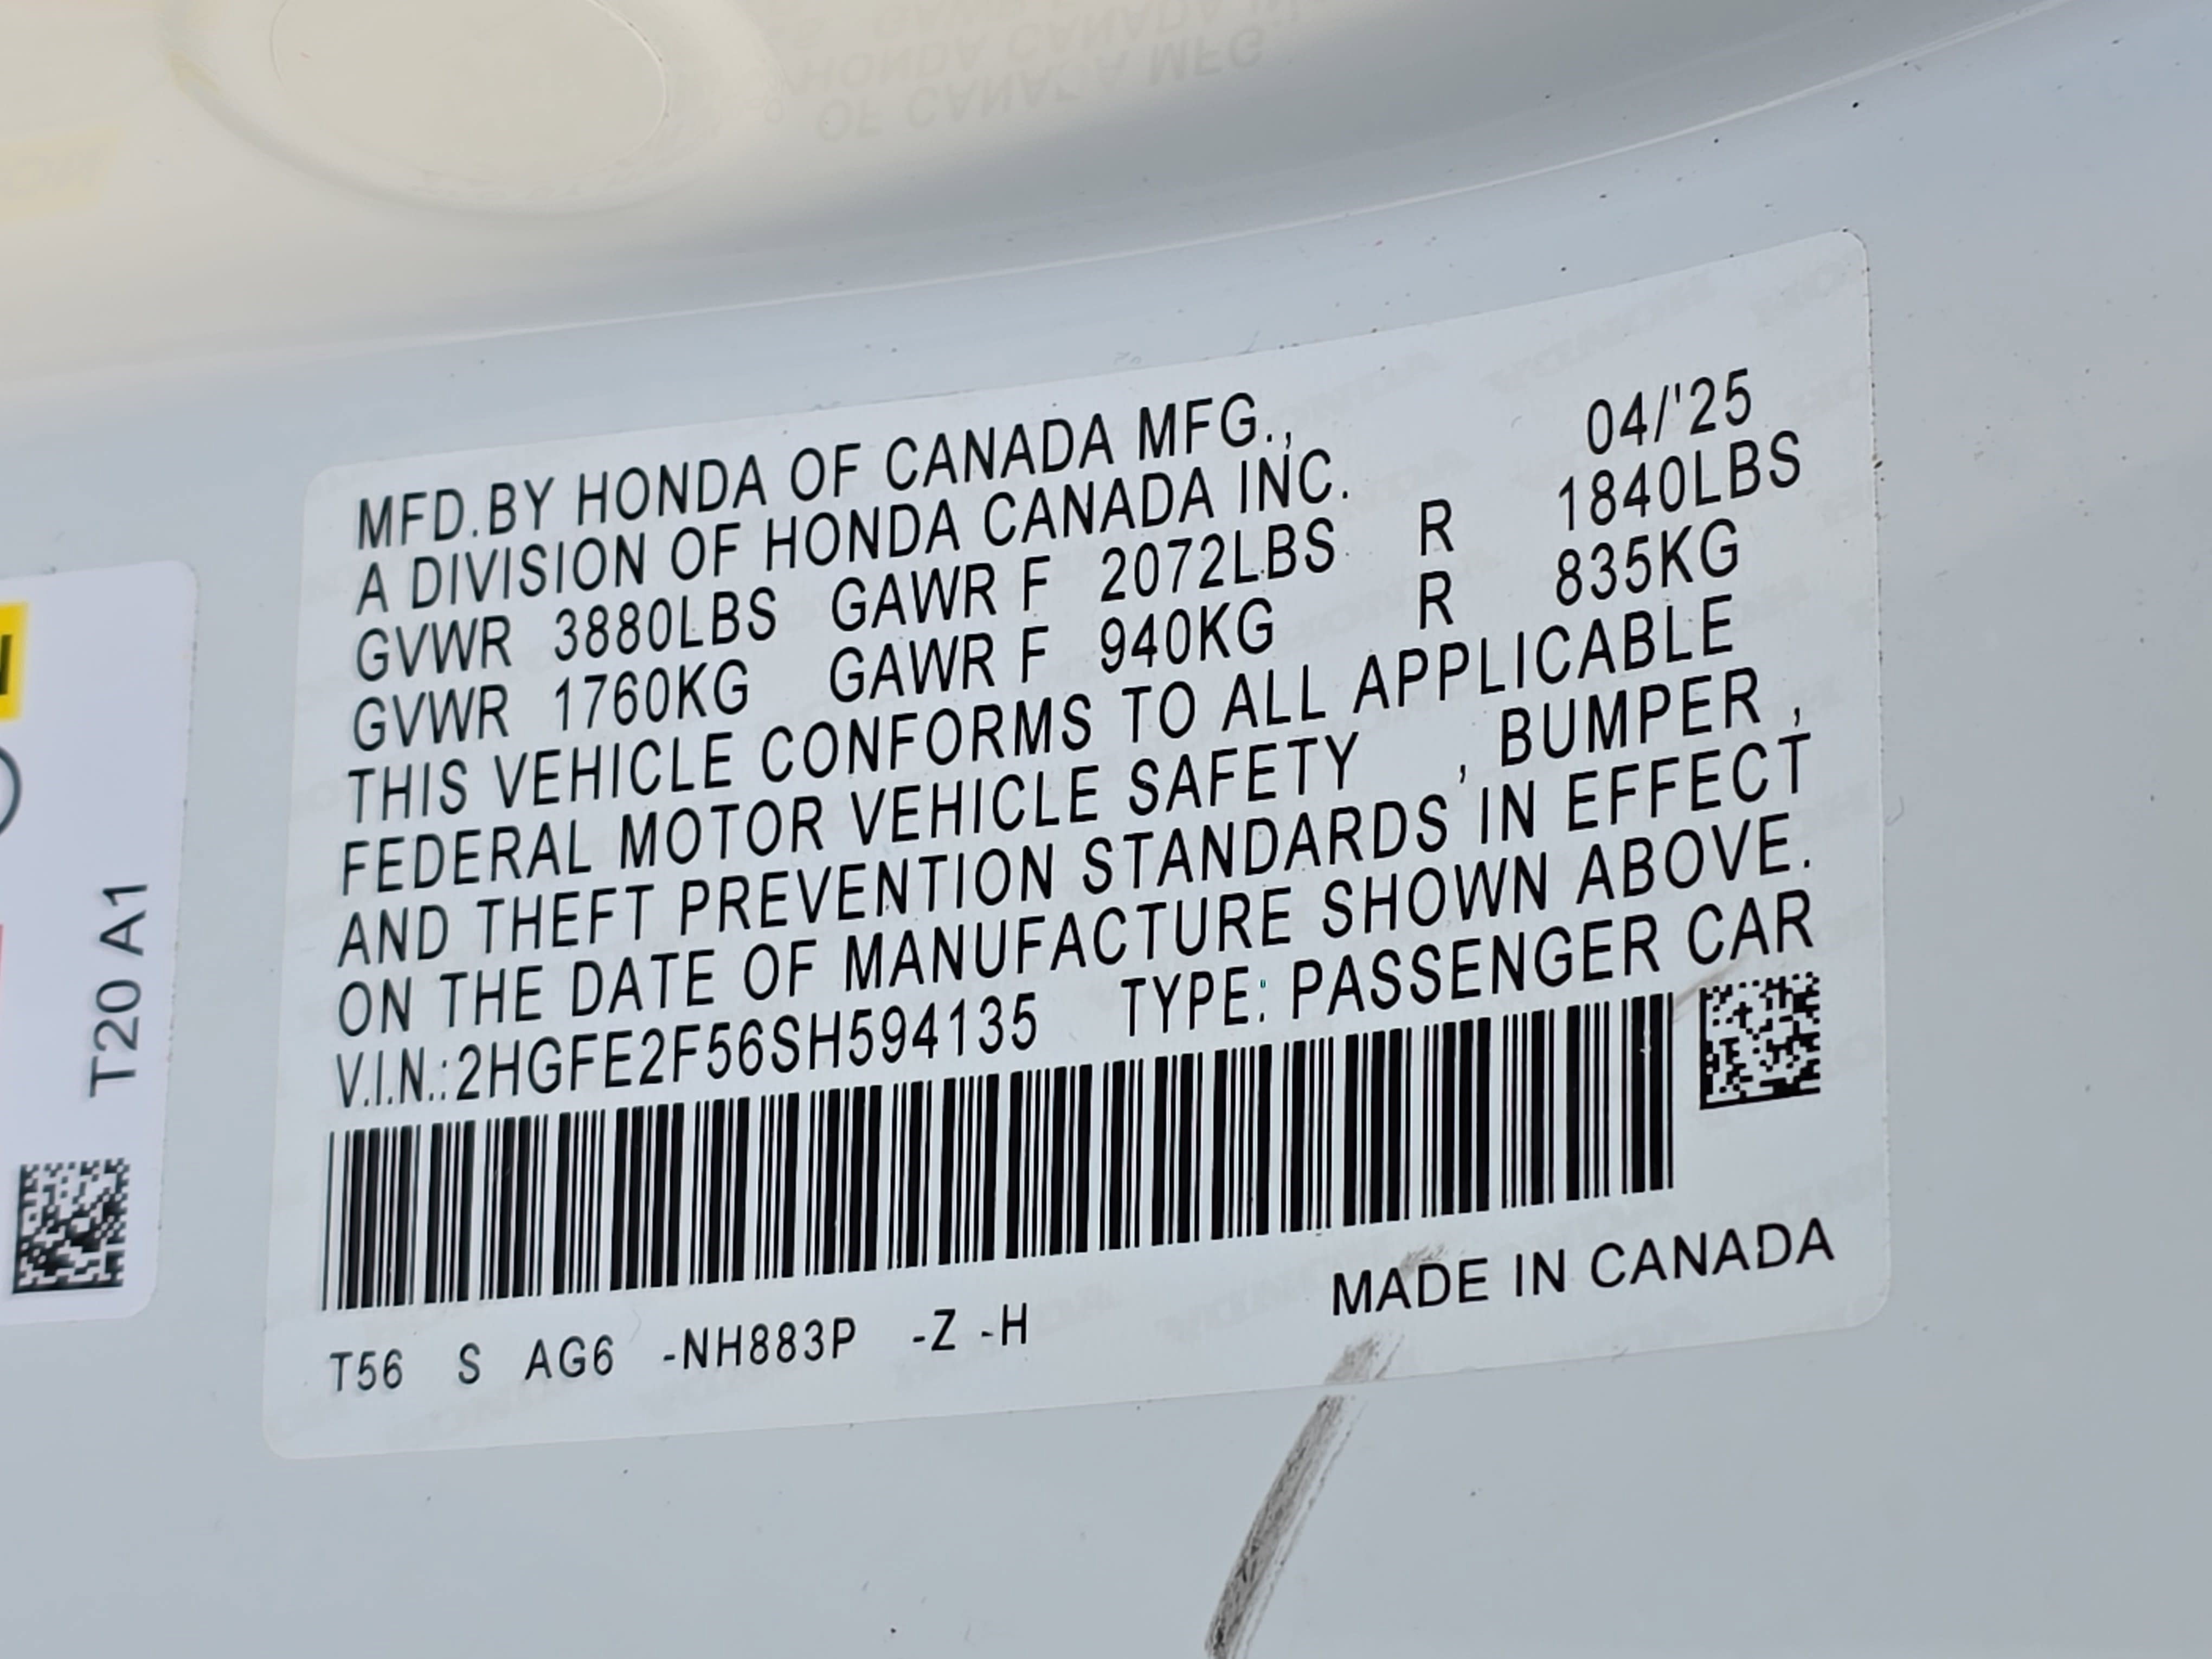 MFD.BY HONDA OF CANADA MFG., 04/'25
A DIVISION OF HONDA CANADA INC.
GVWR 3880LBS GAWR F 2072LBS R 1840LBS
GVWR 1760KG GAWR F 940KG R 835KG
THIS VEHICLE CONFORMS TO ALL APPLICABLE
FEDERAL MOTOR VEHICLE SAFETY , BUMPER ,
AND THEFT PREVENTION STANDARDS IN EFFECT
ON THE DATE OF MANUFACTURE SHOWN ABOVE.
V.I.N.:2HGFE2F56SH594135 TYPE: PASSENGER CAR
MADE IN CANADA
T56 S AG6 -NH883P -Z -H
T20 A1